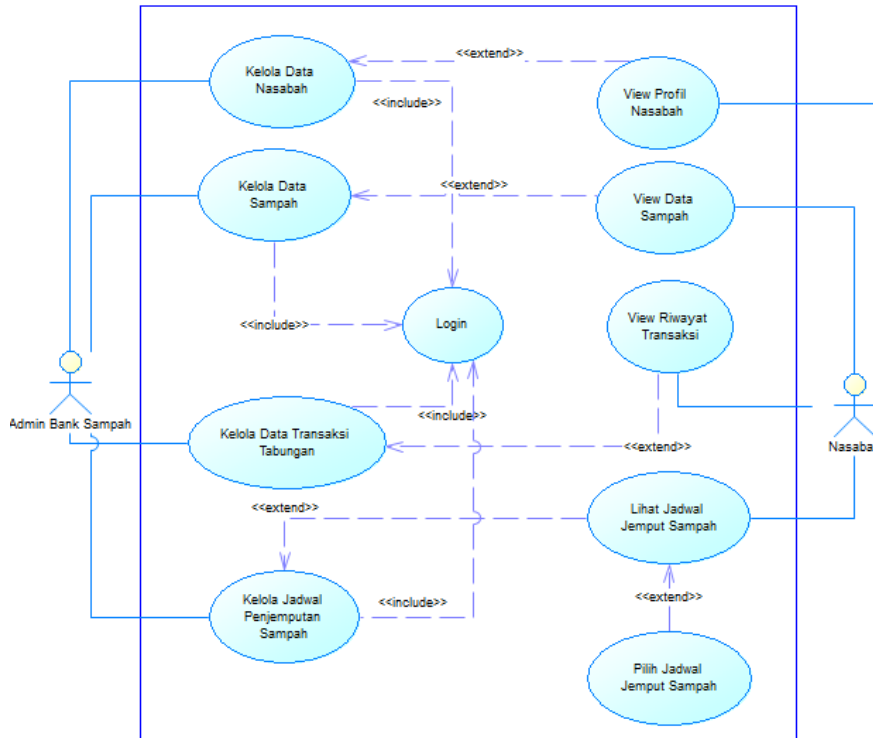 <<extend>>
Kelola Data
Nasabah
View Profil
Nasabah
<<include>>
Kelola Data
Sampah
<<extend>>
View Data
Sampah
<<include>>
Login
View Riwayat
Transaksi
Admin Bank Sampah
Kelola Data Transaksi
Tabungan
<<include>>
<<extend>>
Nasaba
<<extend>>
Lihat Jadwal
Jemput Sampah
Kelola Jadwal
Penjemputan
Sampah
<<include>>
<<extend>>
Pilih Jadwal
Jemput Sampah